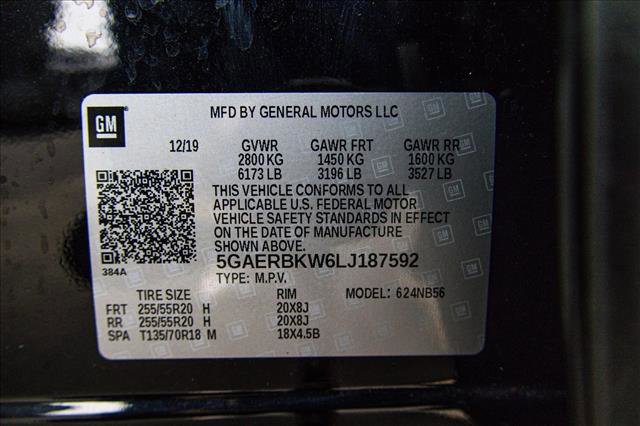 MFD BY GENERAL MOTORS LLC
GM
12/19 GVWR GAWR FRT GAWR RR
2800 KG 1450 KG 1600 KG
6173 LB 3196 LB 3527 LB
THIS VEHICLE CONFORMS TO ALL
APPLICABLE U.S. FEDERAL MOTOR
VEHICLE SAFETY STANDARDS IN EFFECT
ON THE DATE OF MANUFACTURE
SHOWN ABOVE.
384A
5GAERBKW6LJ187592
TYPE: M.P.V.
TIRE SIZE RIM MODEL: 624NB56
FRT 255/55R20 H 20X8J
RR 255/55R20 H 20X8J
SPA T135/70R18 M 18X4.5B